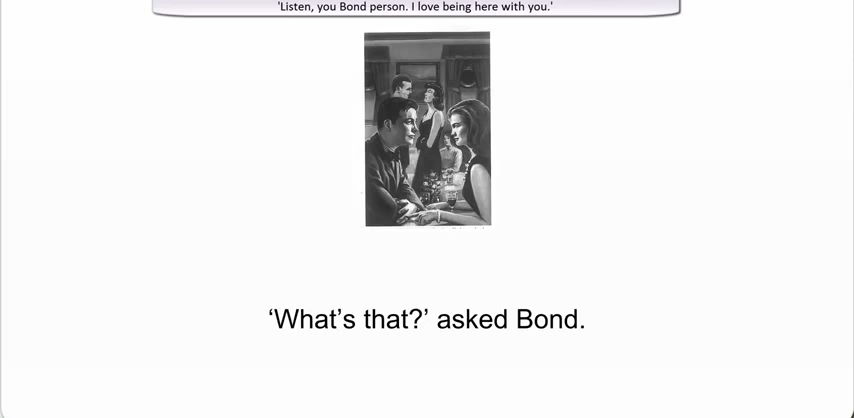 'Listen, you Bond person. I love being here with you.'
‘What’s that?’ asked Bond.